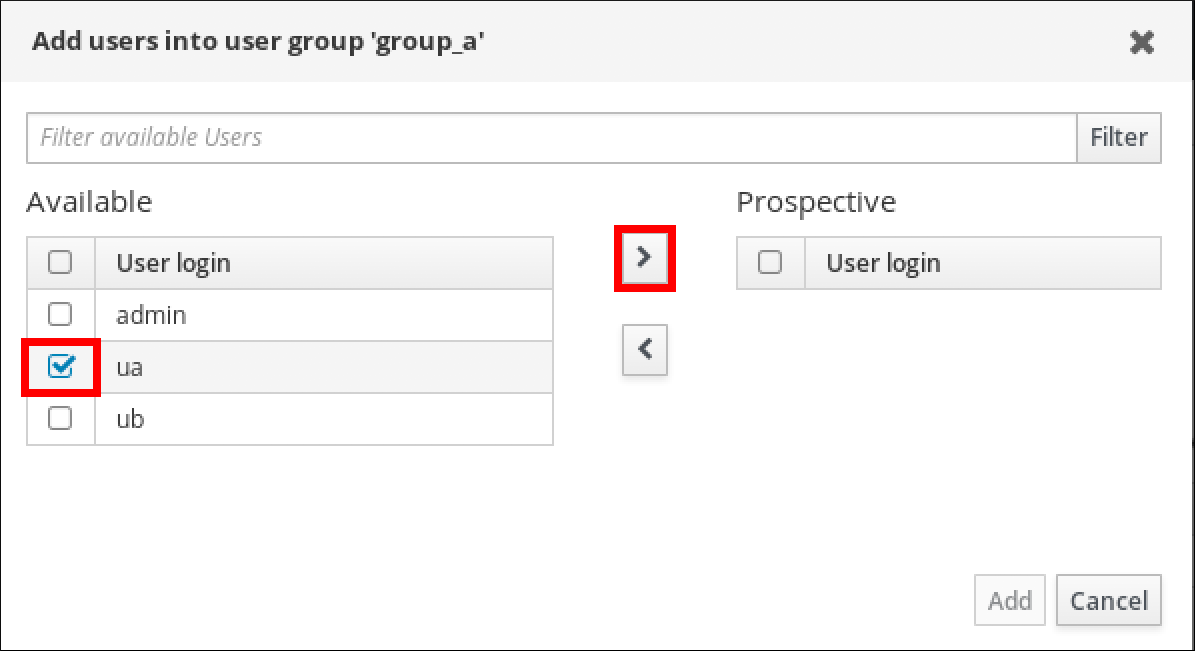 Add users into user group 'group_a'
Filter available Users
Filter
Available
Prospective
User login
User login
admin
ua
ub
Add
Cancel